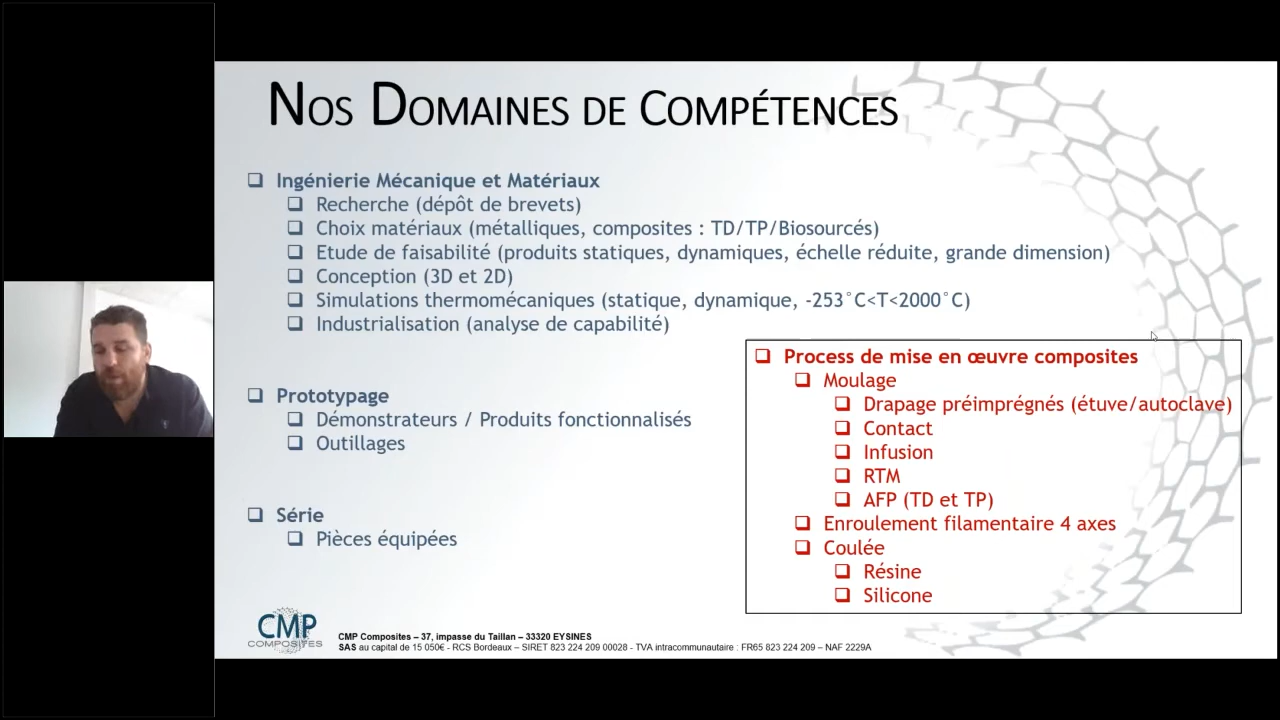 Nos Domaines de Compétences
❑ Ingénierie Mécanique et Matériaux
❑ Recherche (dépôt de brevets)
❑ Choix matériaux (métalliques, composites : TD/TP/Biosourcés)
❑ Etude de faisabilité (produits statiques, dynamiques, échelle réduite, grande dimension)
❑ Conception (3D et 2D)
❑ Simulations thermomécaniques (statique, dynamique, -253°C<T<2000°C)
❑ Industrialisation (analyse de capabilité)
❑ Prototypage
❑ Démonstrateurs / Produits fonctionnalisés
❑ Outillages
❑ Série
❑ Pièces équipées
❑ Process de mise en œuvre composites
❑ Moulage
❑ Drapage préimprégnés (étuve/autoclave)
❑ Contact
❑ Infusion
❑ RTM
❑ AFP (TD et TP)
❑ Enroulement filamentaire 4 axes
❑ Coulée
❑ Résine
❑ Silicone
CMP
COMPOSITES
CMP Composites – 37, impasse du Taillan – 33320 EYSINES
SAS au capital de 15 050€ - RCS Bordeaux – SIRET 823 224 209 00028 - TVA intracommunautaire : FR65 823 224 209 – NAF 2229A